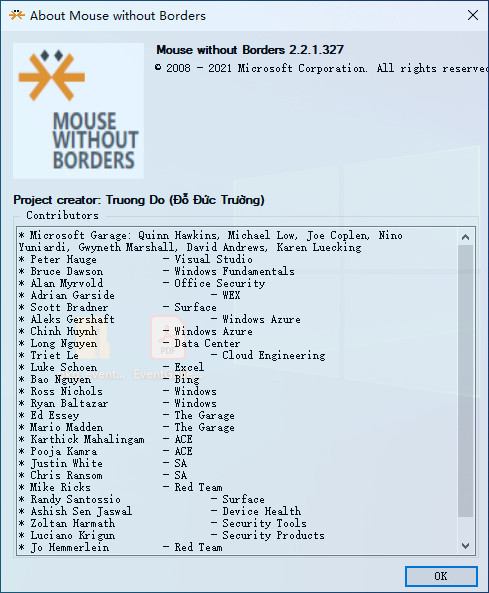 About Mouse without Borders
MOUSE
WITHOUT
BORDERS
Mouse without Borders 2.2.1.327
© 2008 - 2021 Microsoft Corporation. All rights reserve
Project creator: Truong Do (Đỗ Đức Trường)
Contributors
* Microsoft Garage: Quinn Hawkins, Michael Low, Joe Coplen, Nino
Yuniardi, Gwyneth Marshall, David Andrews, Karen Luecking
* Peter Hauge - Visual Studio
* Bruce Dawson - Windows Fundamentals
* Alan Myrvold - Office Security
* Adrian Garside - WEX
* Scott Bradner - Surface
* Aleks Gershaft - Windows Azure
* Chinh Huynh - Windows Azure
* Long Nguyen - Data Center
* Triet Le - Cloud Engineering
* Luke Schoen - Excel
* Bao Nguyen - Bing
* Ross Nichols - Windows
* Ryan Baltazar - Windows
* Ed Essey - The Garage
* Mario Madden - The Garage
* Karthick Mahalingam - ACE
* Pooja Kamra - ACE
* Justin White - SA
* Chris Ransom - SA
* Mike Ricks - Red Team
* Randy Santossio - Surface
* Ashish Sen Jaswal - Device Health
* Zoltan Harmath - Security Tools
* Luciano Krigun - Security Products
* Jo Hemmerlein - Red Team
PDF
OK